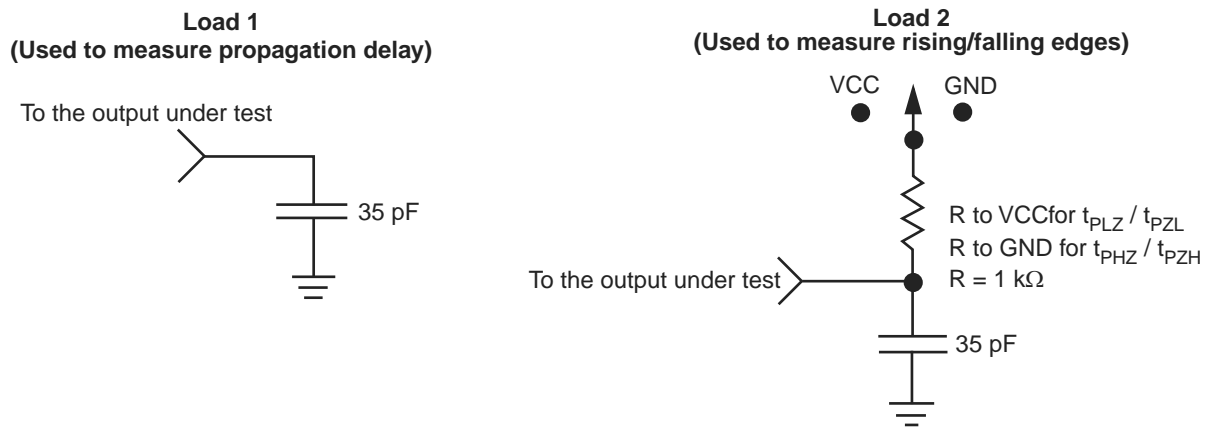 Load 1
(Used to measure propagation delay)
To the output under test
35 pF
Load 2
(Used to measure rising/falling edges)
VCC
GND
R to VCCfor tPLZ / tPZL
R to GND for tPHZ / tPZH
R = 1 kΩ
To the output under test
35 pF